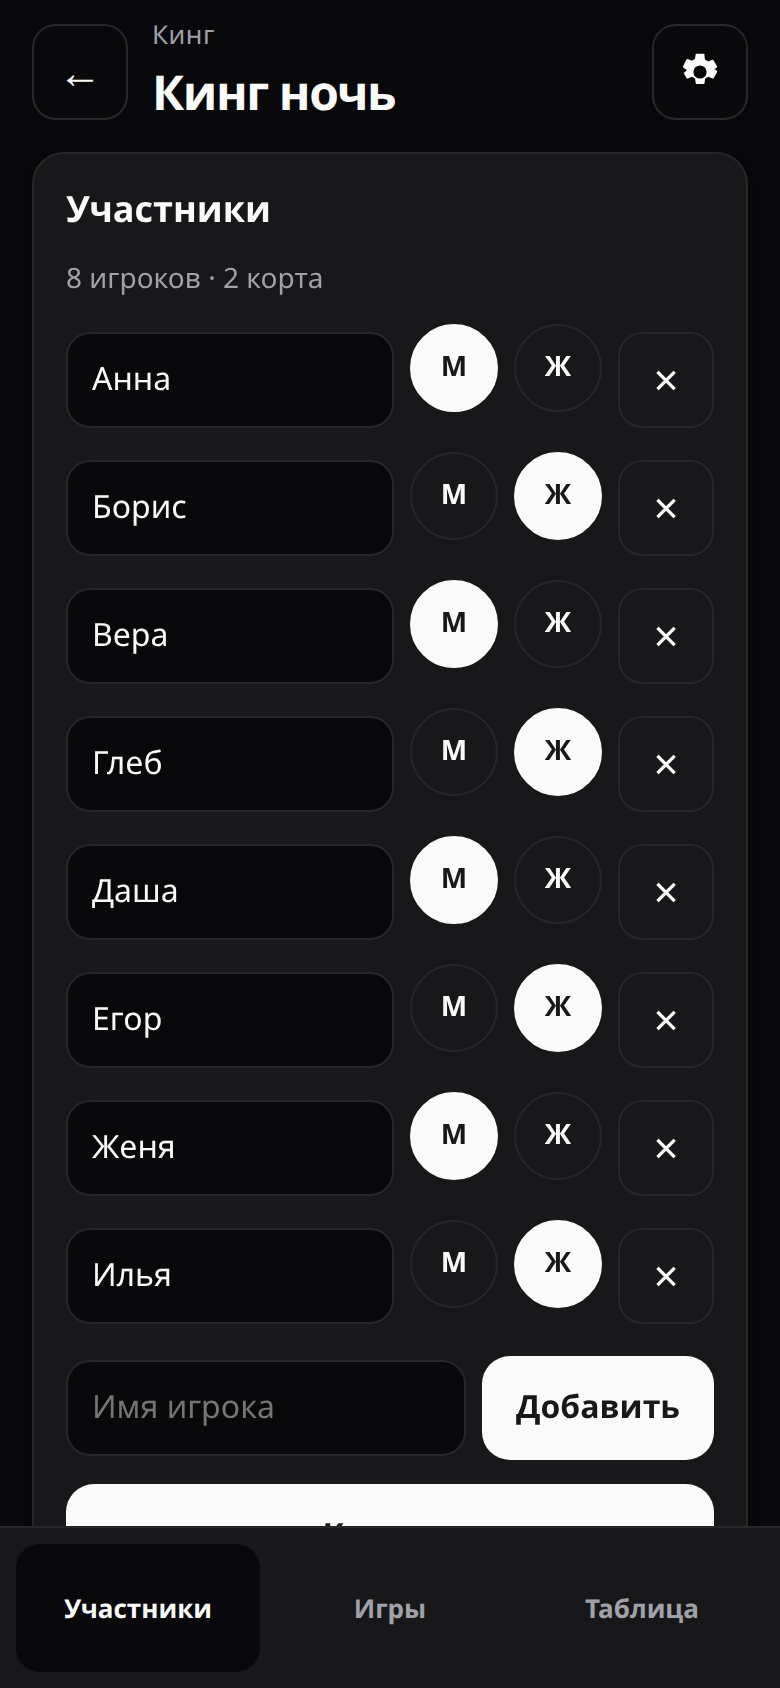 Кинг
Кинг ночь
Участники
8 игроков · 2 корта
Анна М Ж ×
Борис М Ж ×
Вера М Ж ×
Глеб М Ж ×
Даша М Ж ×
Егор М Ж ×
Женя М Ж ×
Илья М Ж ×
Имя игрока Добавить
Участники Игры Таблица